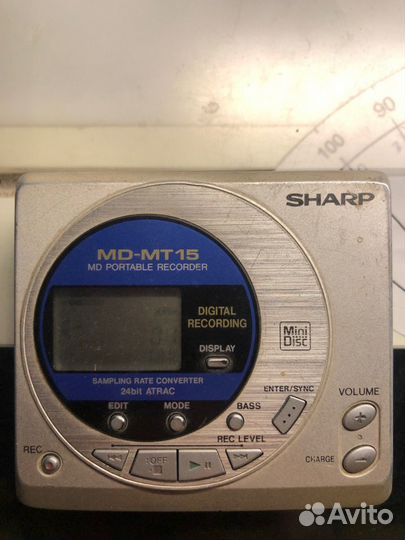 90
100
SHARP
MD-MT15
MD PORTABLE RECORDER
DIGITAL
RECORDING
DISPLAY
Mini
Disc
SAMPLING RATE CONVERTER
24bit ATRAC
ENTER/SYNC
VOLUME
EDIT
MODE
BASS
+
REC LEVEL
REC
:OFF
CHARGE
−
Avito